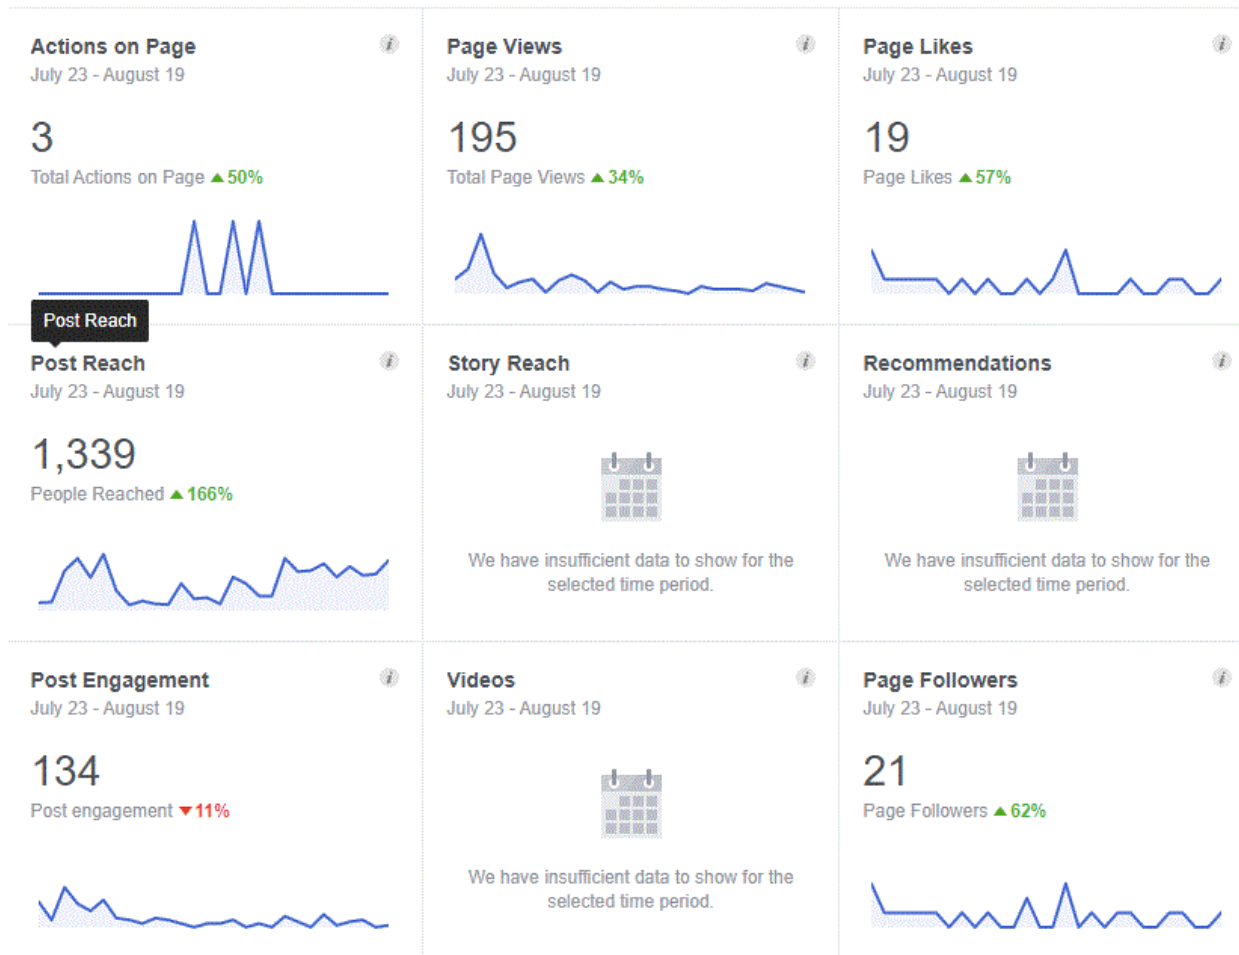 Actions on Page
July 23 - August 19
3
Total Actions on Page 50%
Page Views
July 23 - August 19
195
Total Page Views 34%
Page Likes
July 23 - August 19
19
Page Likes 57%
Post Reach
Post Reach
July 23 - August 19
1,339
People Reached 166%
Story Reach
July 23 - August 19
We have insufficient data to show for the
selected time period.
Recommendations
July 23 - August 19
We have insufficient data to show for the
selected time period.
Post Engagement
July 23 - August 19
134
Post engagement 11%
Videos
July 23 - August 19
We have insufficient data to show for the
selected time period.
Page Followers
July 23 - August 19
21
Page Followers 62%